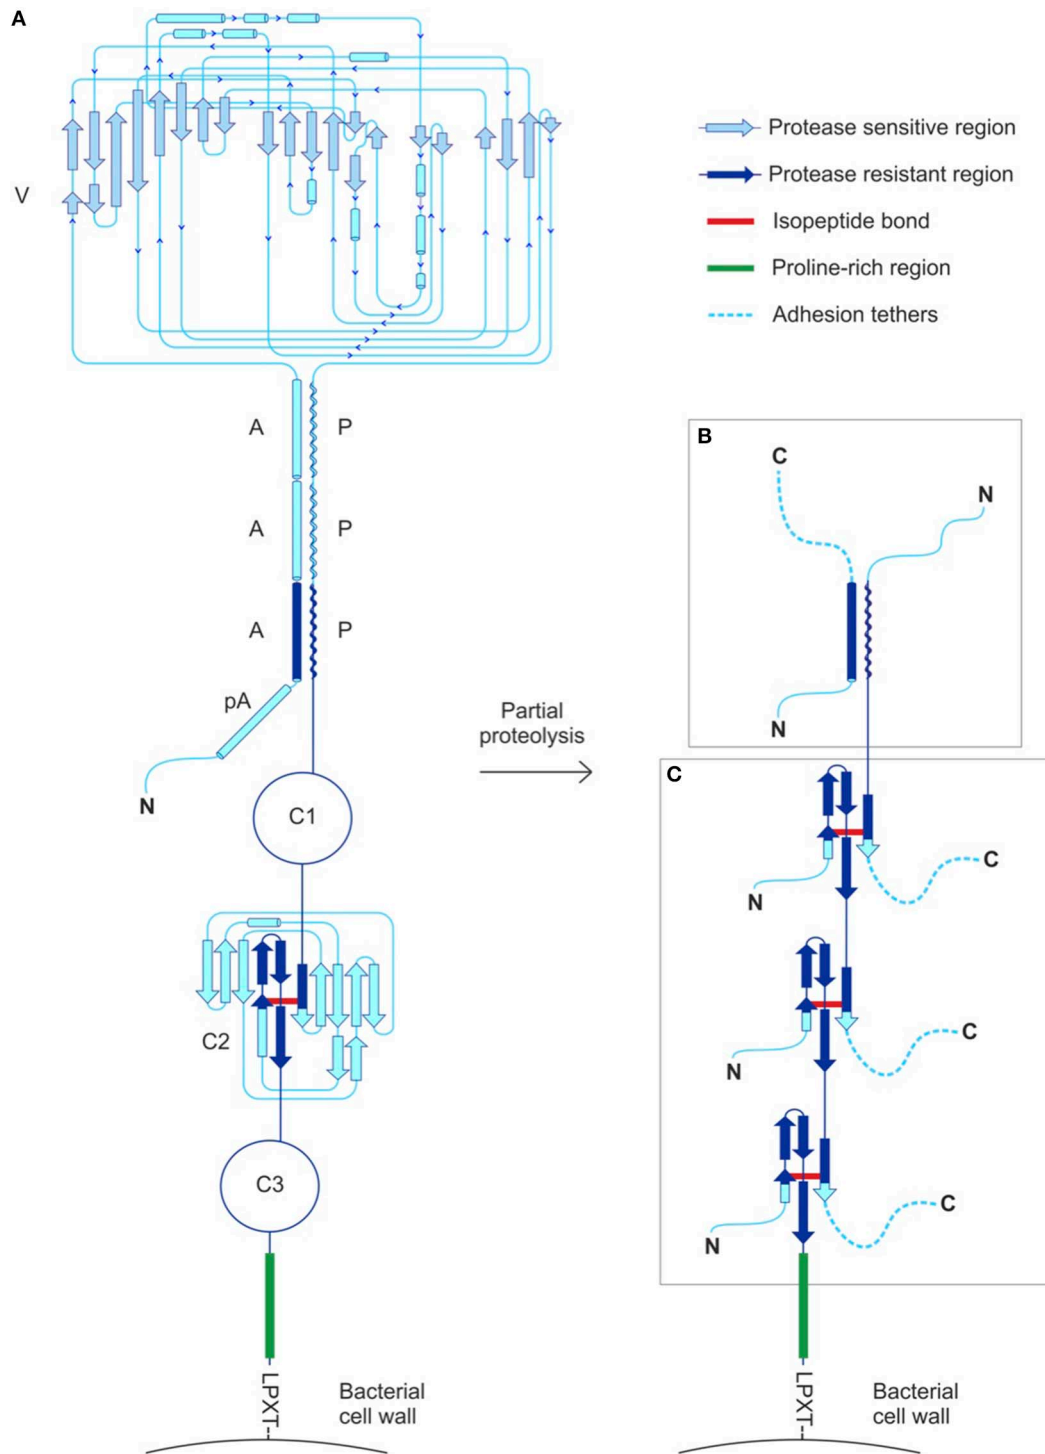 A
V
Protease sensitive region
Protease resistant region
Isopeptide bond
Proline-rich region
Adhesion tethers
A P
A P
A P
pA
N
C1
C2
C3
LPXT
Bacterial
cell wall
Partial
proteolysis
B
C
N
N
C
C
N
C
N
C
N
LPXT
Bacterial
cell wall